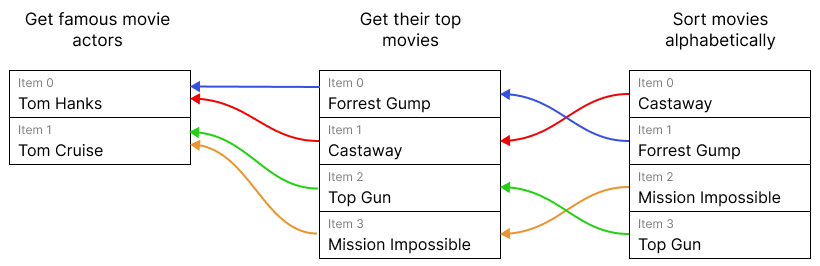 Get famous movie
actors
Item 0
Tom Hanks
Item 1
Tom Cruise
Get their top
movies
Item 0
Forrest Gump
Item 1
Castaway
Item 2
Top Gun
Item 3
Mission Impossible
Sort movies
alphabetically
Item 0
Castaway
Item 1
Forrest Gump
Item 2
Mission Impossible
Item 3
Top Gun